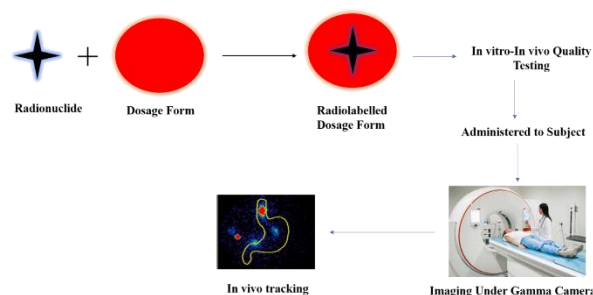 Radionuclide
Dosage Form
Radiolabelled
Dosage Form
In vitro-In vivo Quality
Testing
Administered to Subject
Imaging Under Gamma Camera
In vivo tracking